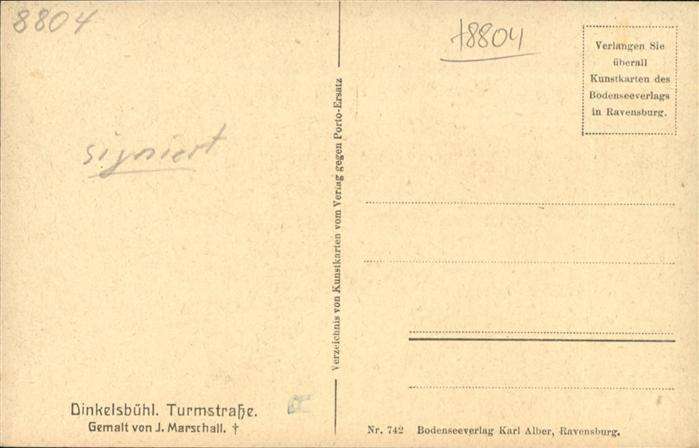 8804
signiert
Dinkelsbühl. Turmstraße.
Gemalt von J. Marschall. †
Verzeichnis von Kunstkarten vom Verlag gegen Porto-Ersatz
+8804
Verlangen Sie
überall
Kunstkarten des
Bodenseeverlags
in Ravensburg.
Nr. 742 Bodenseeverlag Karl Alber, Ravensburg.